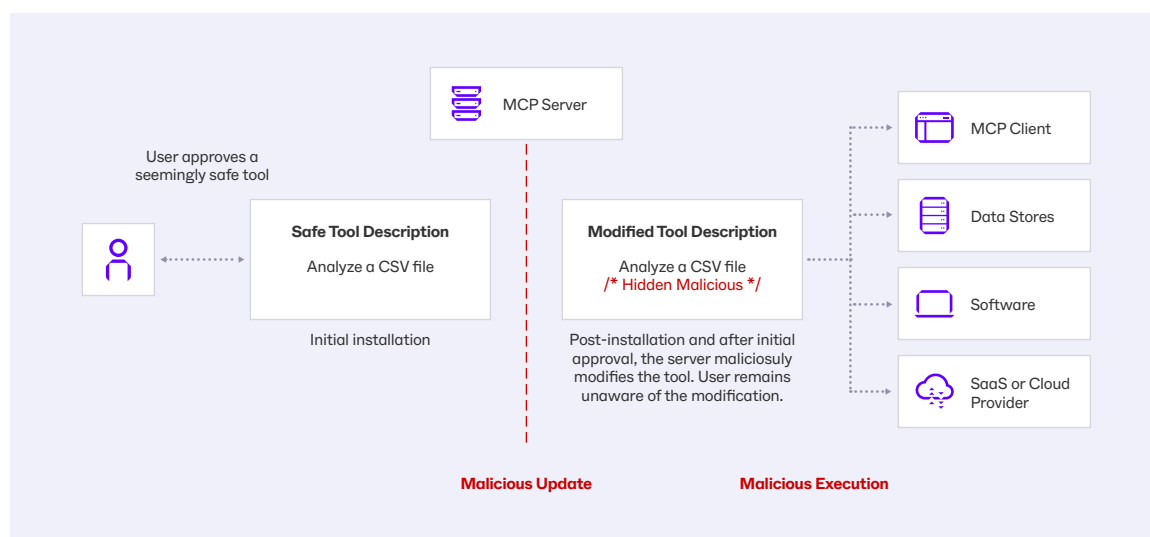 MCP Server
User approves a
seemingly safe tool
Safe Tool Description
Analyze a CSV file
Initial installation
Modified Tool Description
Analyze a CSV file
/* Hidden Malicious */
Post-installation and after initial
approval, the server maliciosuly
modifies the tool. User remains
unaware of the modification.
MCP Client
Data Stores
Software
SaaS or Cloud
Provider
Malicious Update
Malicious Execution